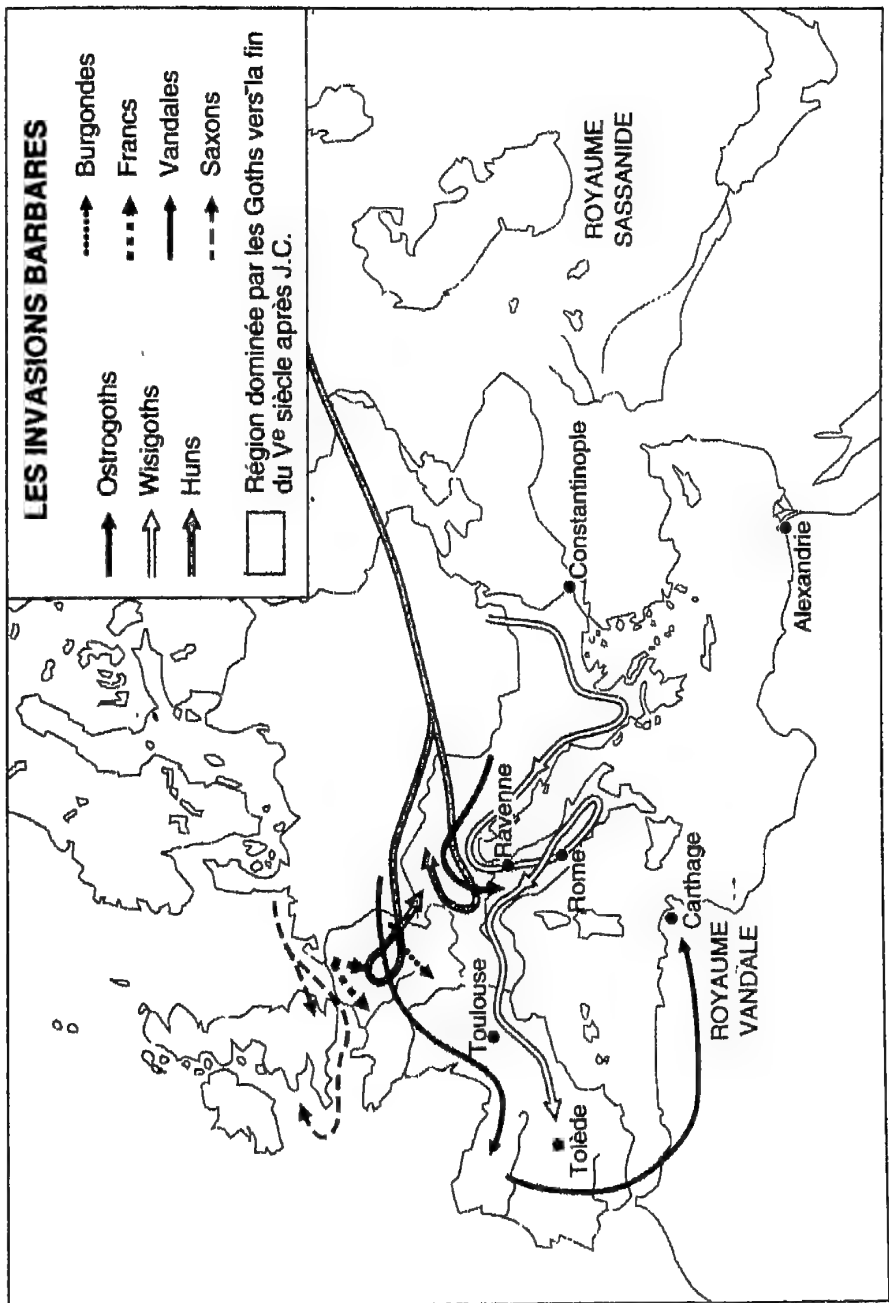 LES INVASIONS BARBARES
Ostrogoths
Wisigoths
Huns
Burgondes
Francs
Vandales
Saxons
Région dominée par les Goths vers la fin
du Ve siècle après J.C.
ROYAUME
SASSANIDE
Constantinople
Alexandrie
Ravenne
Rome
Carthage
ROYAUME
VANDALE
Toulouse
Tolède